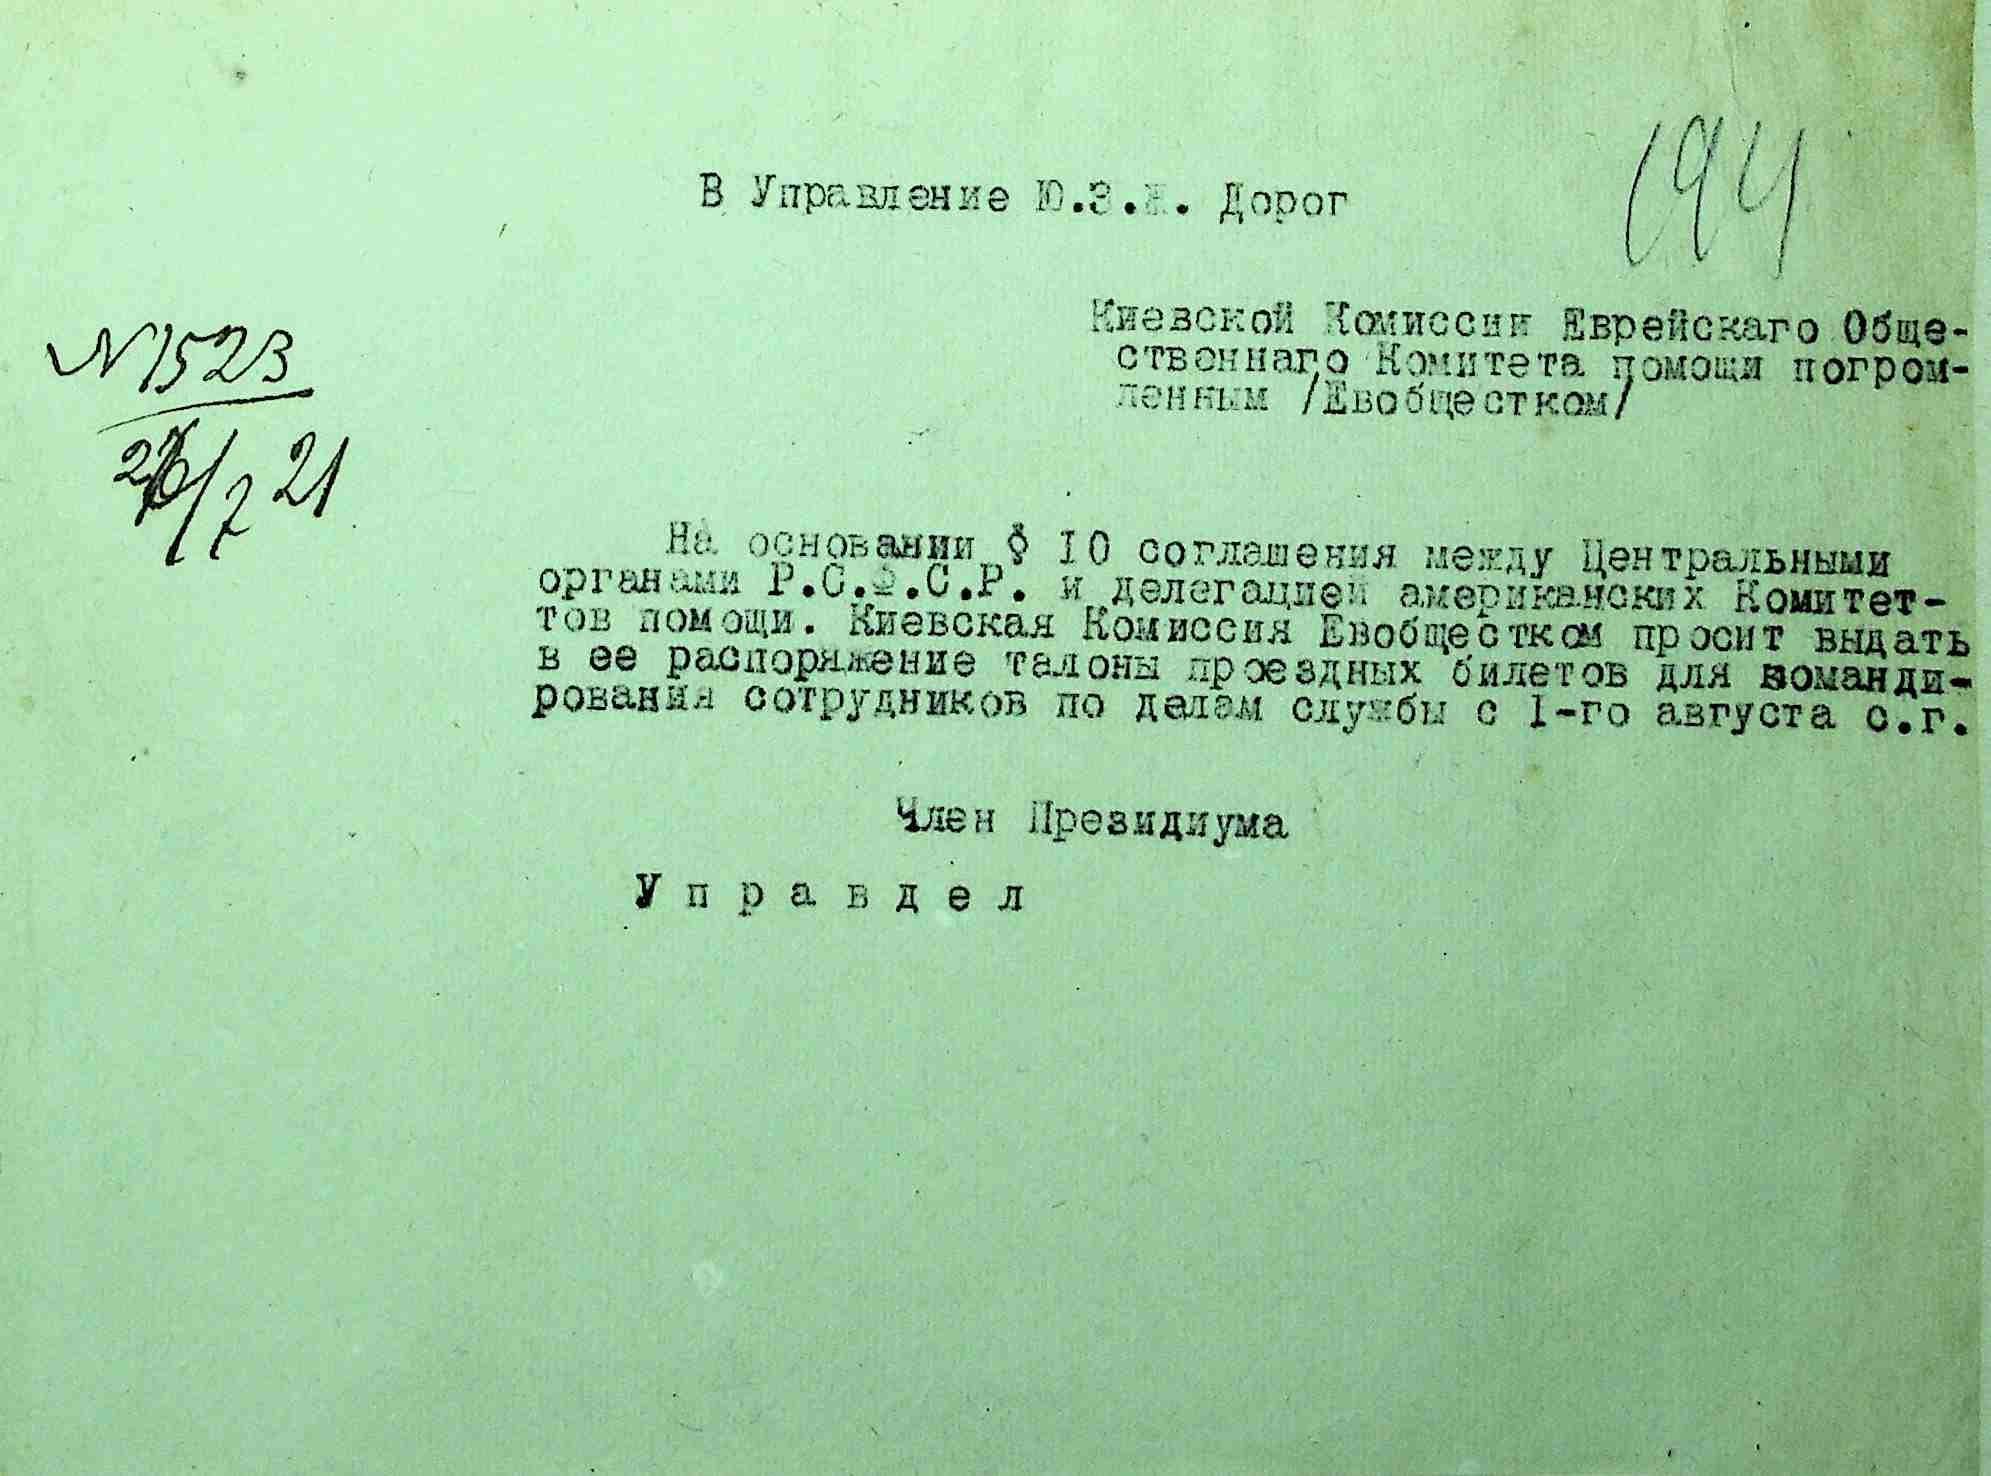 194
В Управление Ю.З.Ж. Дорог
Киевской Комиссии Еврейскаго Обще-
ственнаго Комитета помощи погром-
ленным /Евобщестком/
N 1523
26/7 21
На основании § 10 соглашения между Центральными
органами Р.С.Ф.С.Р. и делегацией американских Комитет-
тов помощи. Киевская Комиссия Евобщестком просит выдать
в ее распоряжение талоны проездных билетов для команди-
рования сотрудников по делам службы с 1-го августа с.г.
Член Президиума
Управдел